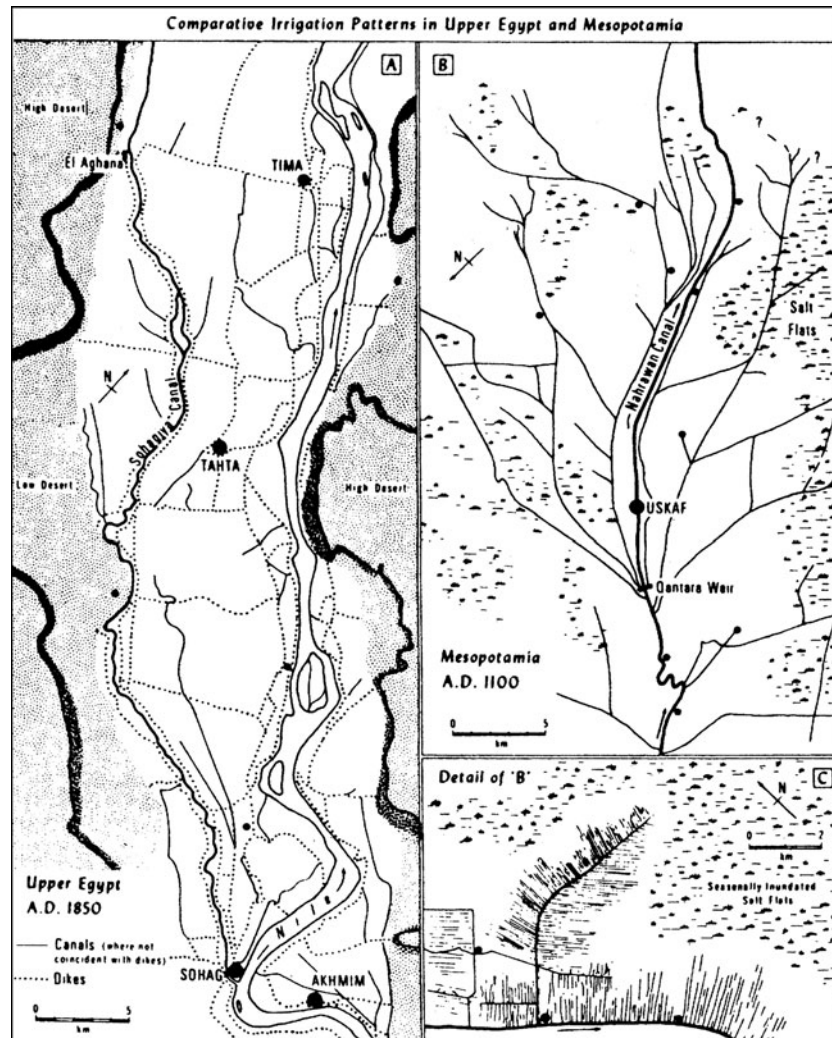 Comparative Irrigation Patterns in Upper Egypt and Mesopotamia
A
High Desert
El Aghana
TIMA
N
Sohagiya Canal
TAHTA
Low Desert
High Desert
Upper Egypt
A.D. 1850
Canals (where not
coincident with dikes)
Dikes
Nile
SOHAG
AKHMIM
0 5
km
B
?
?
N
Salt
Flats
Nahrawan Canal
USKAF
Qantara Weir
Mesopotamia
A.D. 1100
0 5
km
Detail of 'B'
C
N
0 2
km
Seasonally Inundated
Salt Flats